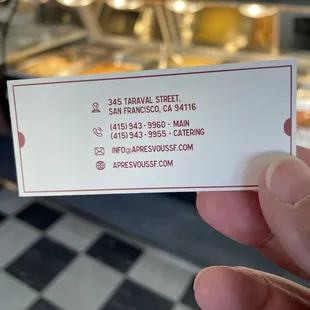 345 TARAVAL STREET,
SAN FRANCISCO, CA 94116
(415) 943 - 9960 - MAIN
(415) 943 - 9955 - CATERING
INFO@APRESVOUSSF.COM
APRESVOUSSF.COM